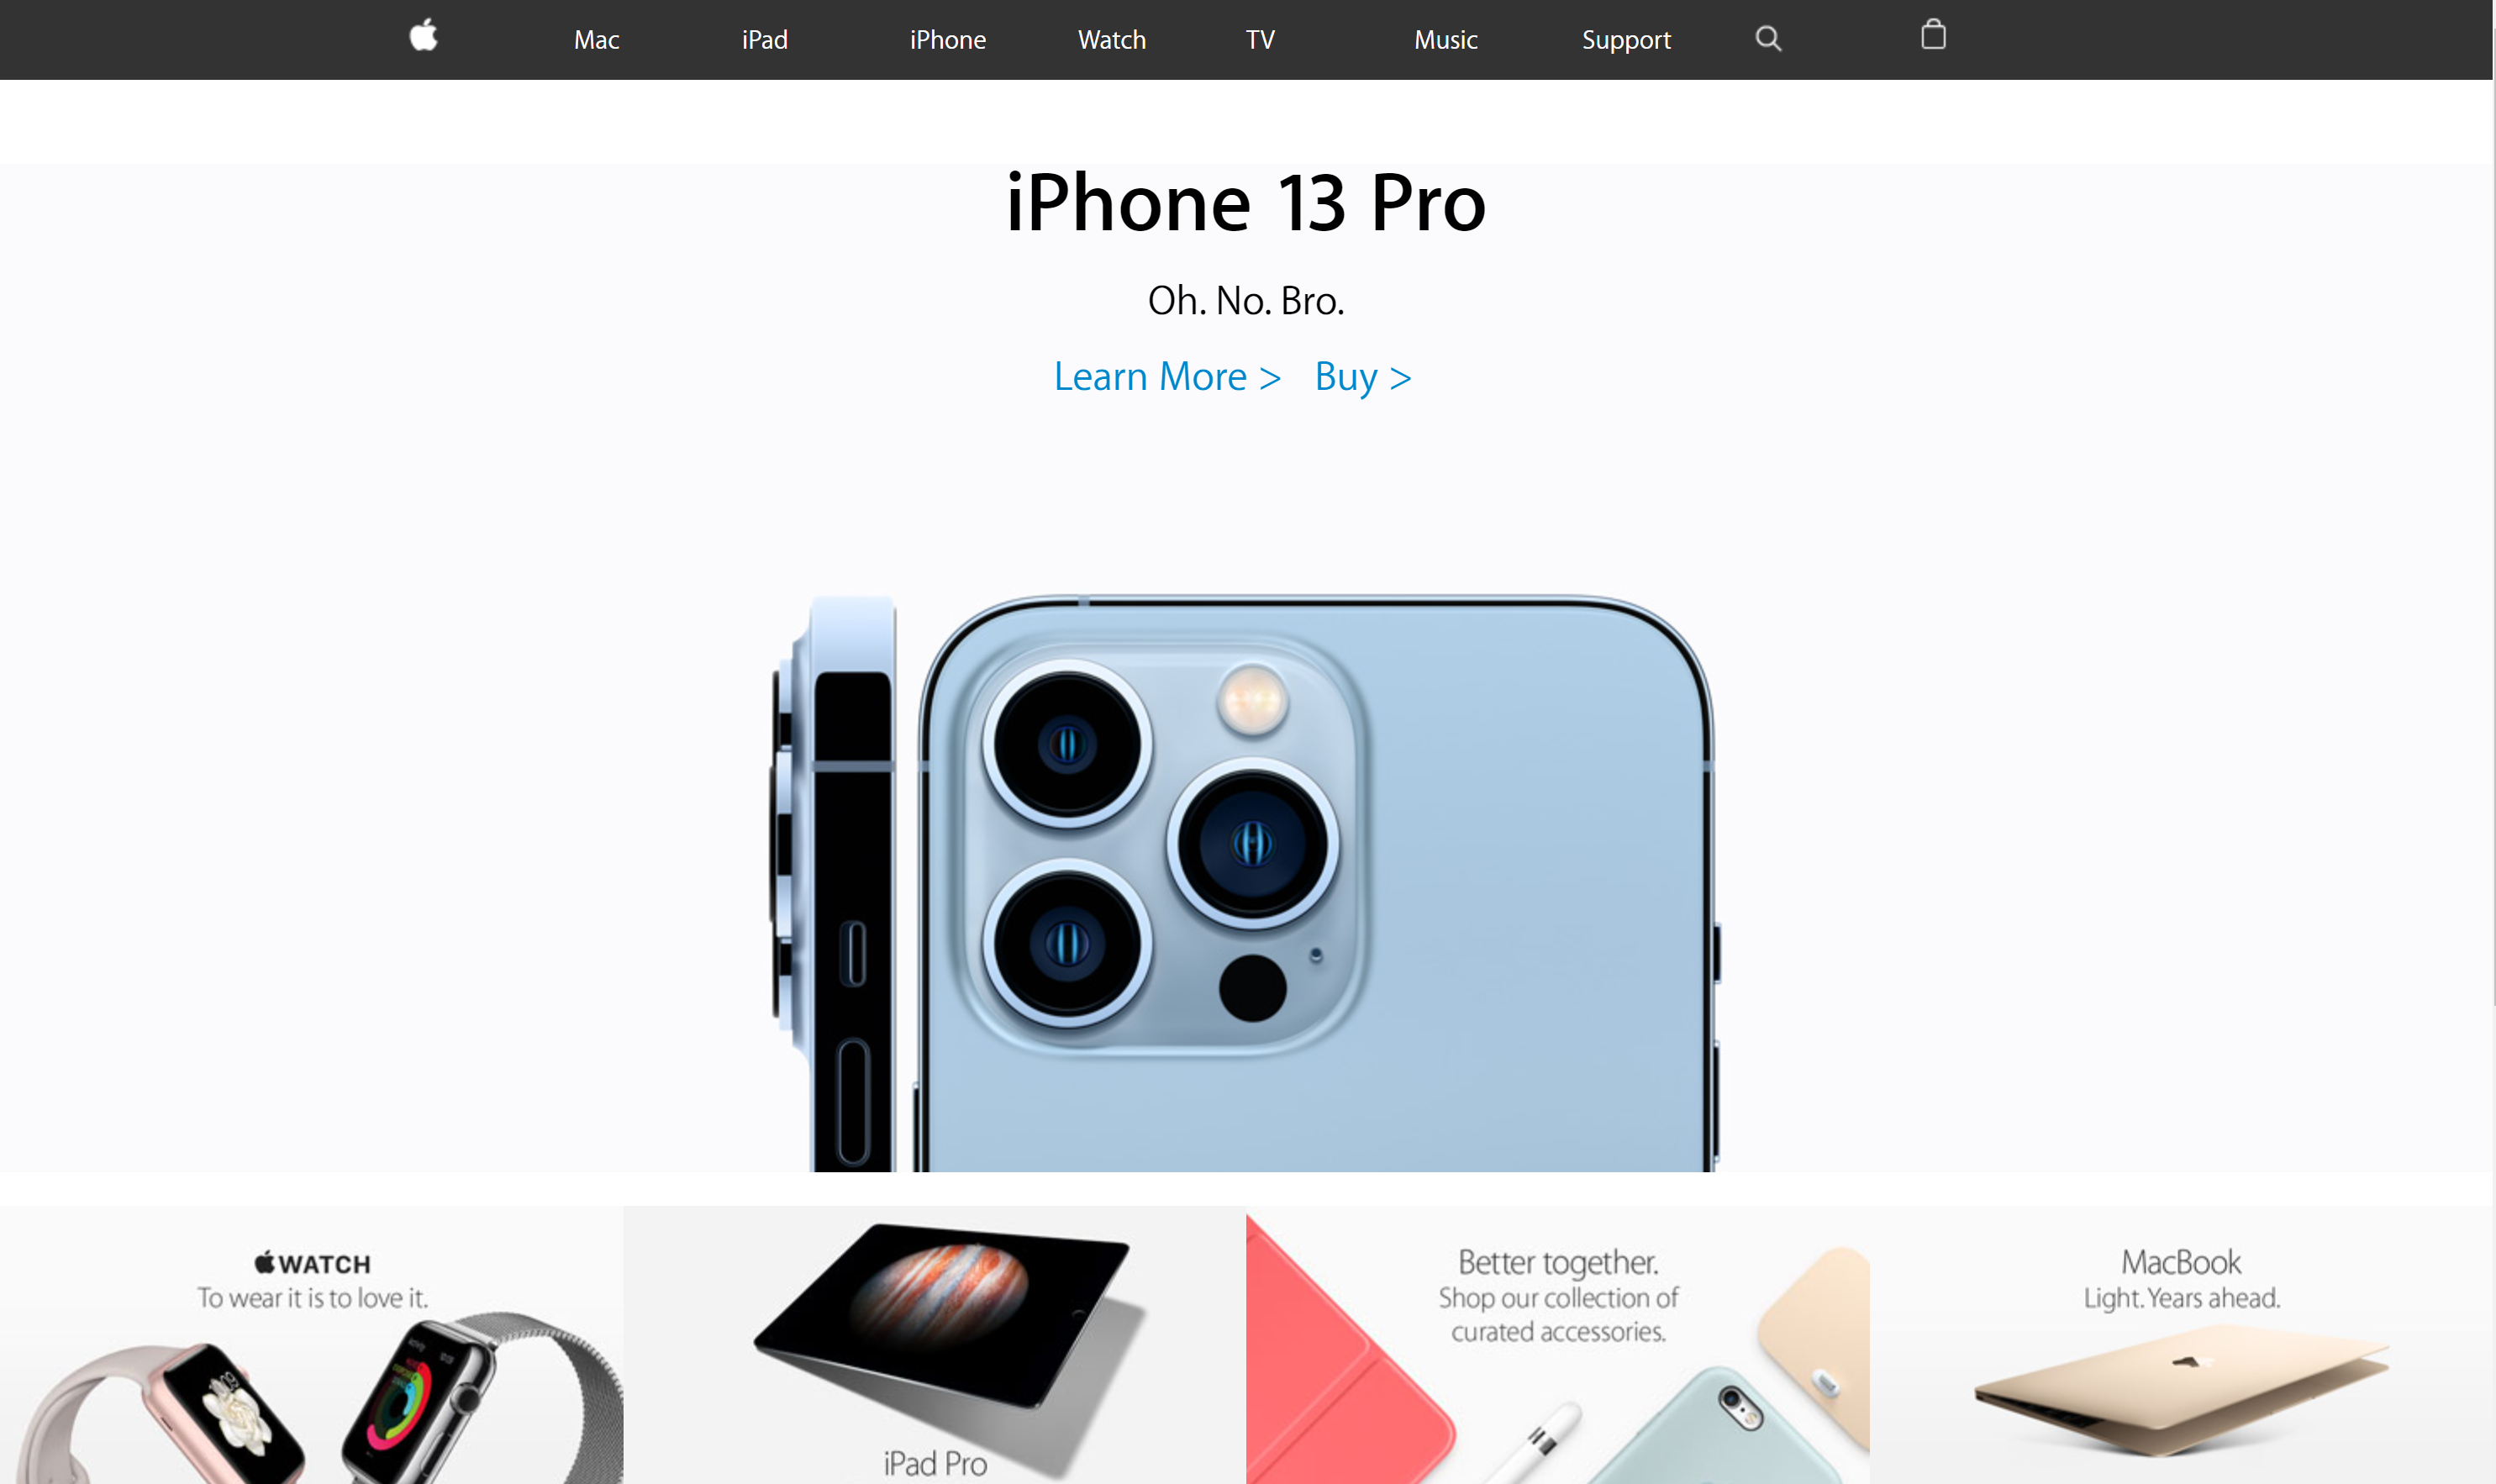 Mac iPad iPhone Watch TV Music Support
iPhone 13 Pro
Oh. No. Bro.
Learn More > Buy >
WATCH
To wear it is to love it.
iPad Pro
Better together.
Shop our collection of
curated accessories.
MacBook
Light. Years ahead.